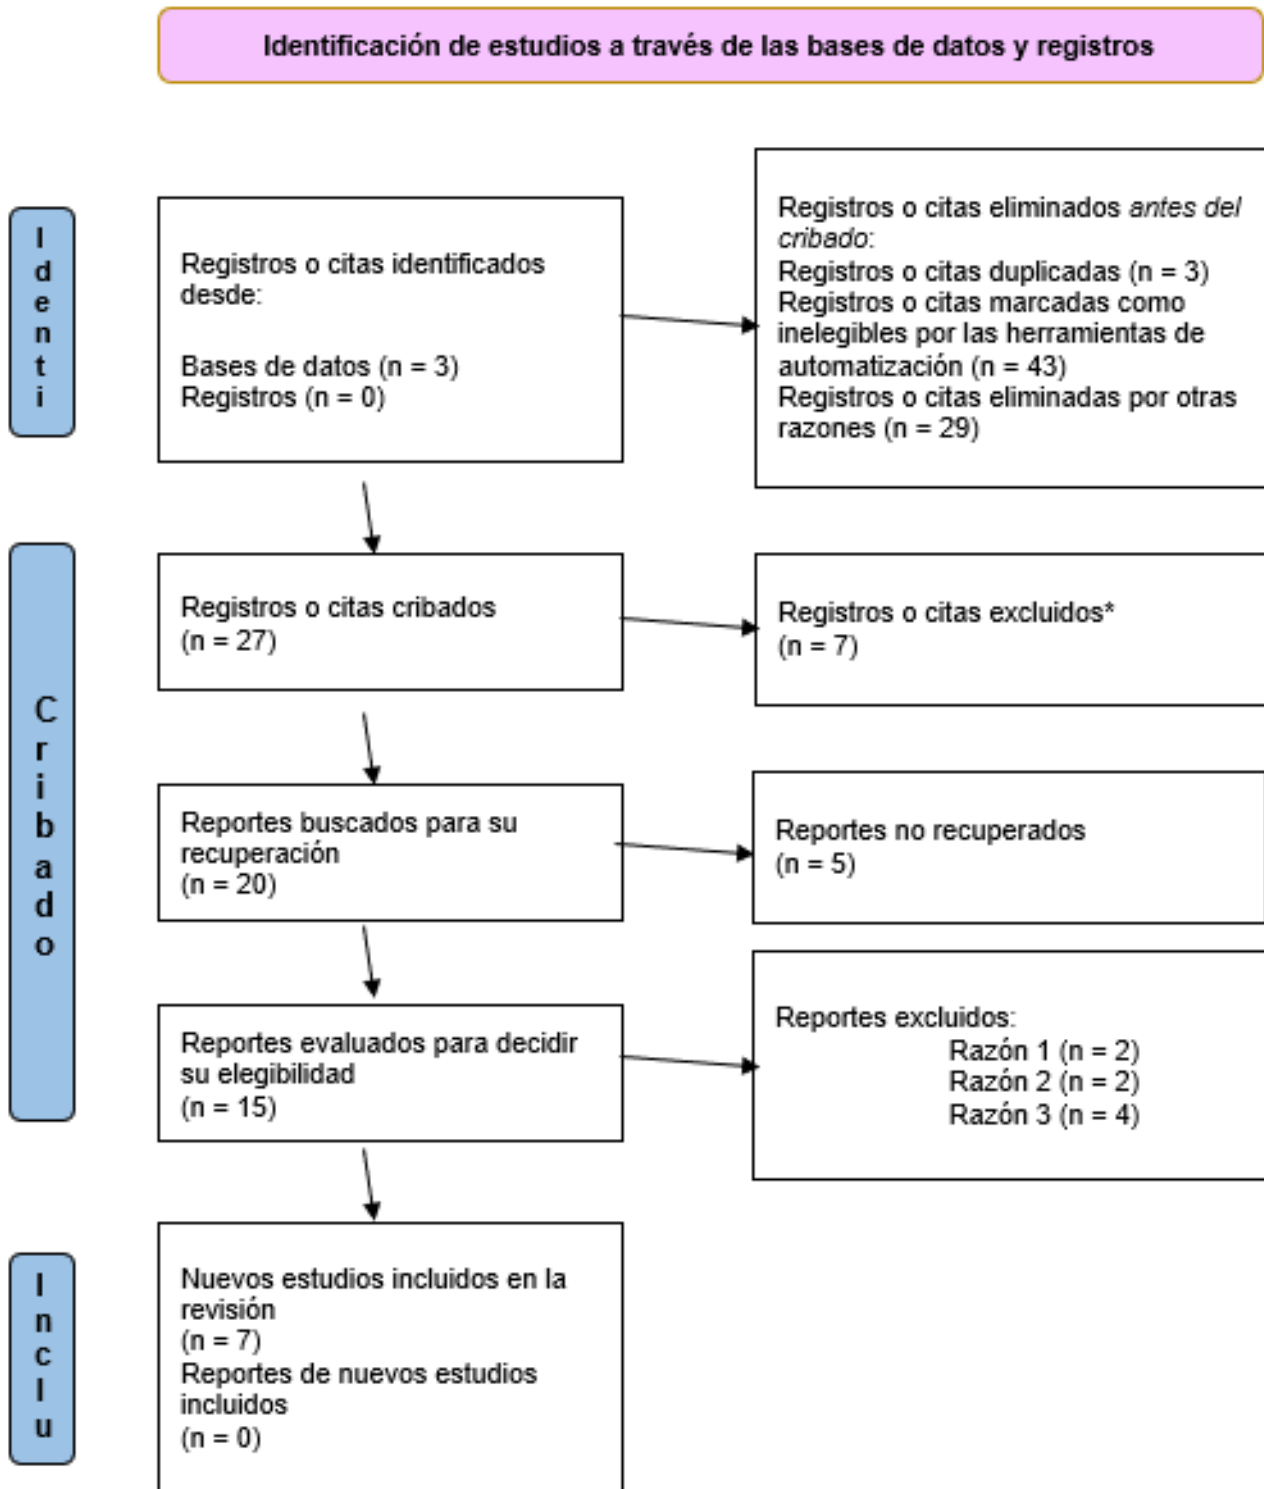 Identificación de estudios a través de las bases de datos y registros
Identi
Registros o citas identificados
desde:
Bases de datos (n = 3)
Registros (n = 0)
Registros o citas eliminados antes del
cribado:
Registros o citas duplicadas (n = 3)
Registros o citas marcadas como
inelegibles por las herramientas de
automatización (n = 43)
Registros o citas eliminadas por otras
razones (n = 29)
Cribado
Registros o citas cribados
(n = 27)
Registros o citas excluidos*
(n = 7)
Reportes buscados para su
recuperación
(n = 20)
Reportes no recuperados
(n = 5)
Reportes evaluados para decidir
su elegibilidad
(n = 15)
Reportes excluidos:
Razón 1 (n = 2)
Razón 2 (n = 2)
Razón 3 (n = 4)
Inclu
Nuevos estudios incluidos en la
revisión
(n = 7)
Reportes de nuevos estudios
incluidos
(n = 0)